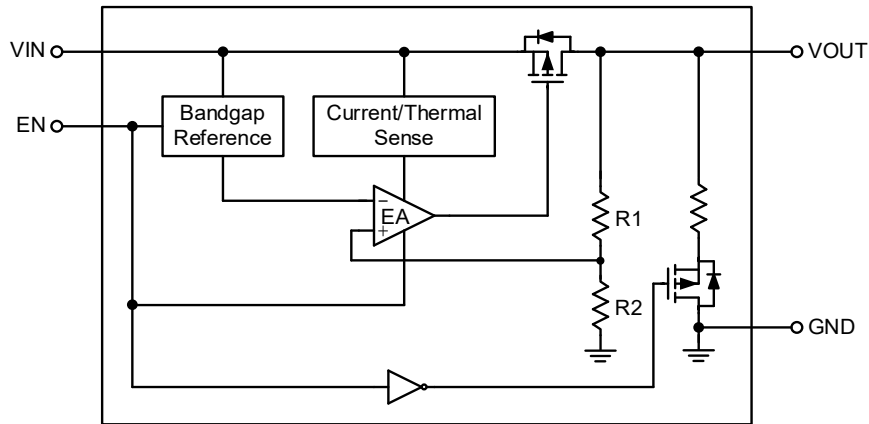 VIN
VOUT
Bandgap
Reference
Current/Thermal
Sense
EN
−
EA
+
R1
R2
GND